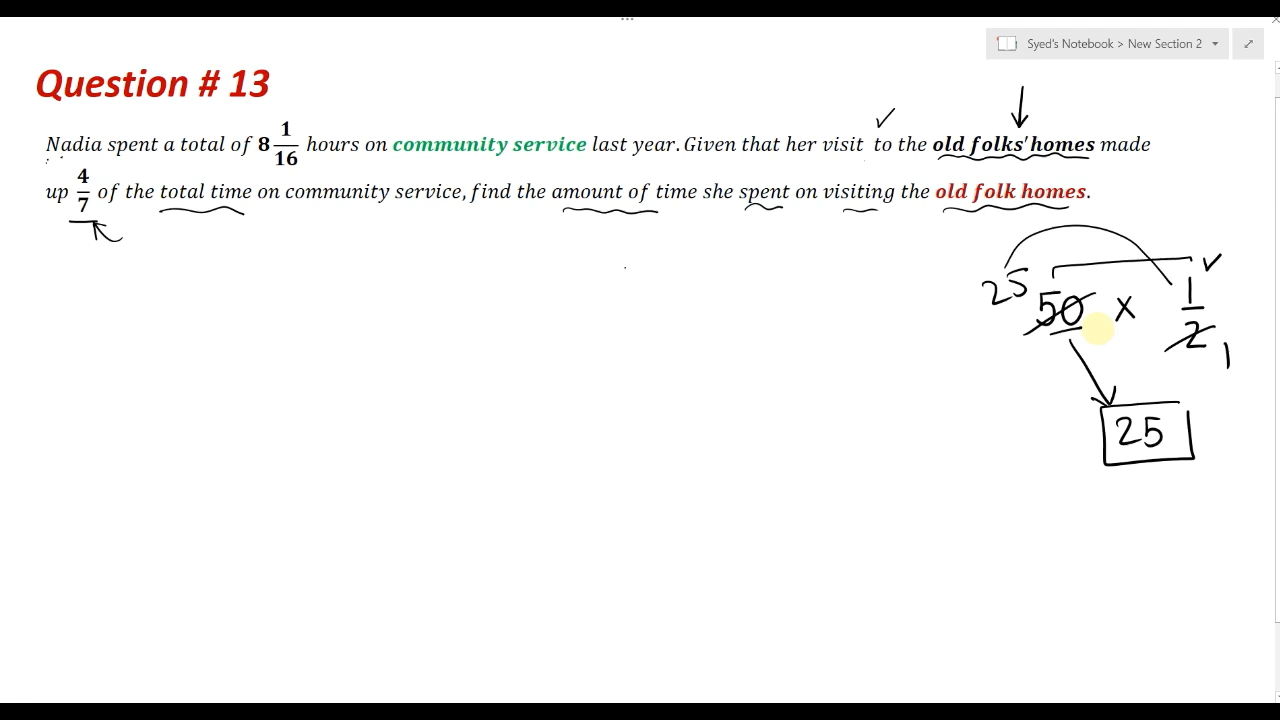 Syed's Notebook > New Section 2
Question # 13
Nadia spent a total of 8 1/16 hours on community service last year. Given that her visit to the old folks' homes made
up 4/7 of the total time on community service, find the amount of time she spent on visiting the old folk homes.
25 50 x 1/2 1
25